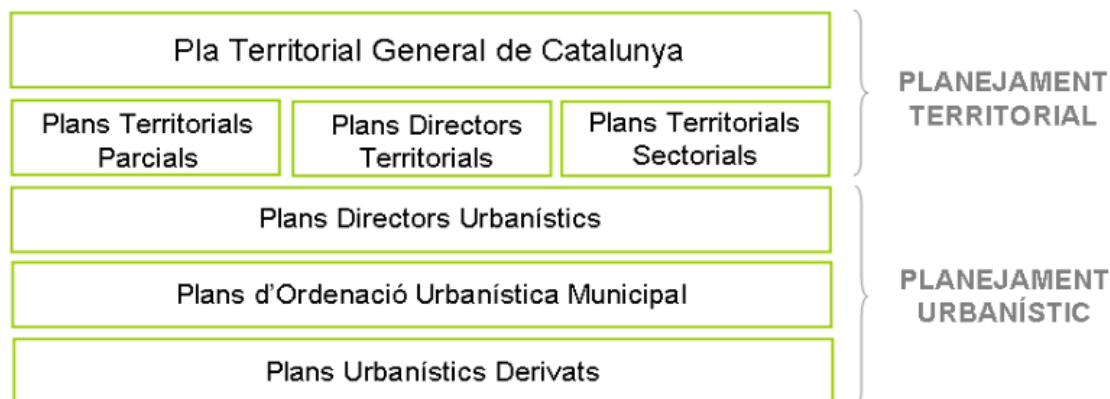 Pla Territorial General de Catalunya
Plans Territorials
Parcials
Plans Directors
Territorials
Plans Territorials
Sectorials
PLANEJAMENT
TERRITORIAL
Plans Directors Urbanístics
Plans d'Ordenació Urbanística Municipal
Plans Urbanístics Derivats
PLANEJAMENT
URBANÍSTIC